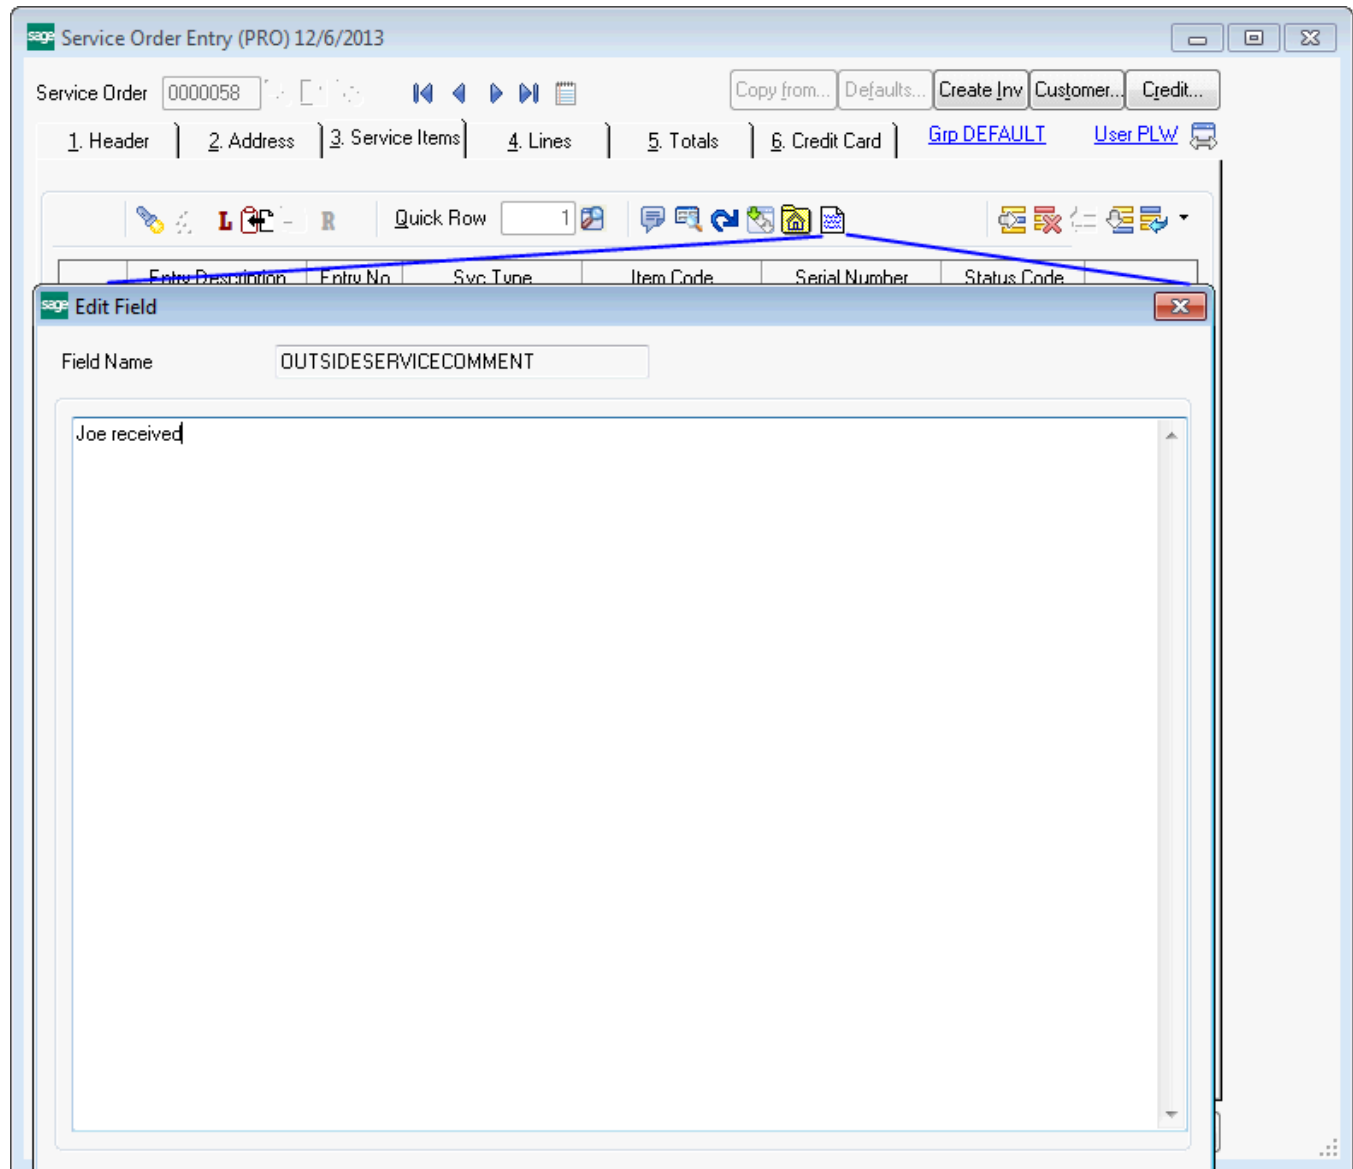 sage Service Order Entry (PRO) 12/6/2013
Service Order 0000058 Copy from... Defaults... Create Inv Customer... Credit...
1. Header 2. Address 3. Service Items 4. Lines 5. Totals 6. Credit Card Grp DEFAULT User PLW
L R Quick Row 1
Entry Description Entry No Svc Type Item Code Serial Number Status Code
sage Edit Field
Field Name OUTSIDESERVICECOMMENT
Joe received